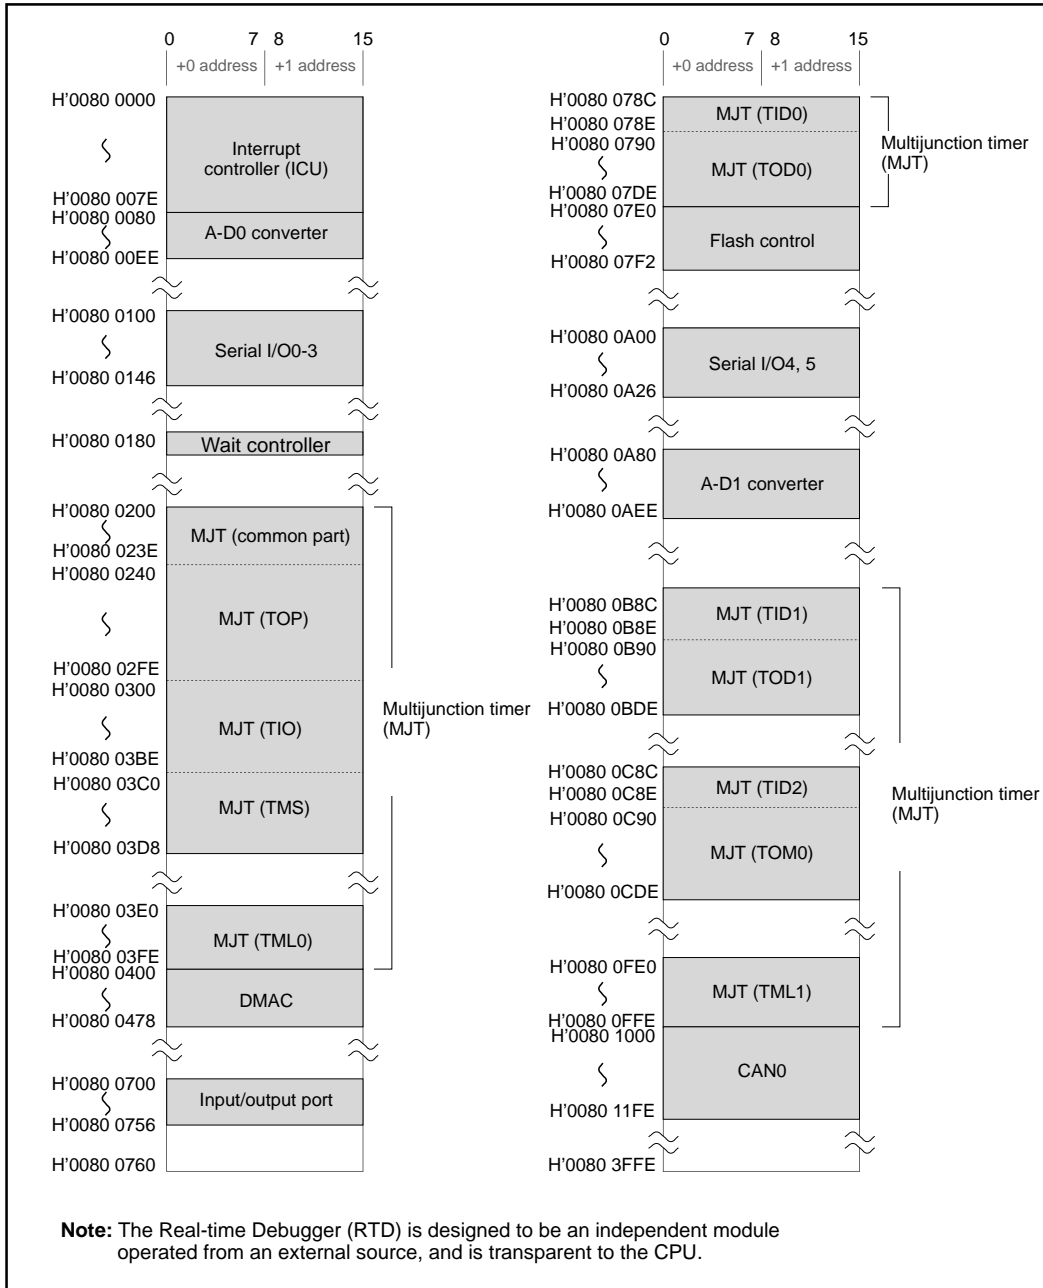 0 7 8 15
+0 address +1 address
H'0080 0000
Interrupt
controller (ICU)
H'0080 007E
H'0080 0080
A-D0 converter
H'0080 00EE
H'0080 0100
Serial I/O0-3
H'0080 0146
H'0080 0180
Wait controller
H'0080 0200
MJT (common part)
H'0080 023E
H'0080 0240
MJT (TOP)
H'0080 02FE
H'0080 0300
MJT (TIO)
Multijunction timer
(MJT)
H'0080 03BE
H'0080 03C0
MJT (TMS)
H'0080 03D8
H'0080 03E0
MJT (TML0)
H'0080 03FE
H'0080 0400
DMAC
H'0080 0478
H'0080 0700
Input/output port
H'0080 0756
H'0080 0760
0 7 8 15
+0 address +1 address
H'0080 078C
MJT (TID0)
H'0080 078E
H'0080 0790
Multijunction timer
(MJT)
MJT (TOD0)
H'0080 07DE
H'0080 07E0
Flash control
H'0080 07F2
H'0080 0A00
Serial I/O4, 5
H'0080 0A26
H'0080 0A80
A-D1 converter
H'0080 0AEE
H'0080 0B8C
MJT (TID1)
H'0080 0B8E
H'0080 0B90
MJT (TOD1)
H'0080 0BDE
H'0080 0C8C
MJT (TID2)
H'0080 0C8E
Multijunction timer
(MJT)
H'0080 0C90
MJT (TOM0)
H'0080 0CDE
H'0080 0FE0
MJT (TML1)
H'0080 0FFE
H'0080 1000
CAN0
H'0080 11FE
H'0080 3FFE
Note: The Real-time Debugger (RTD) is designed to be an independent module
operated from an external source, and is transparent to the CPU.